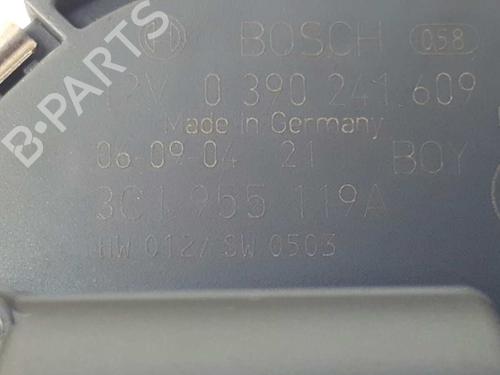 BOSCH 058
12V 0 390 241 609
Made in Germany
06-09-04 21 BOY
3C1 955 119A
HW 012/ SW 0503
B-PARTS